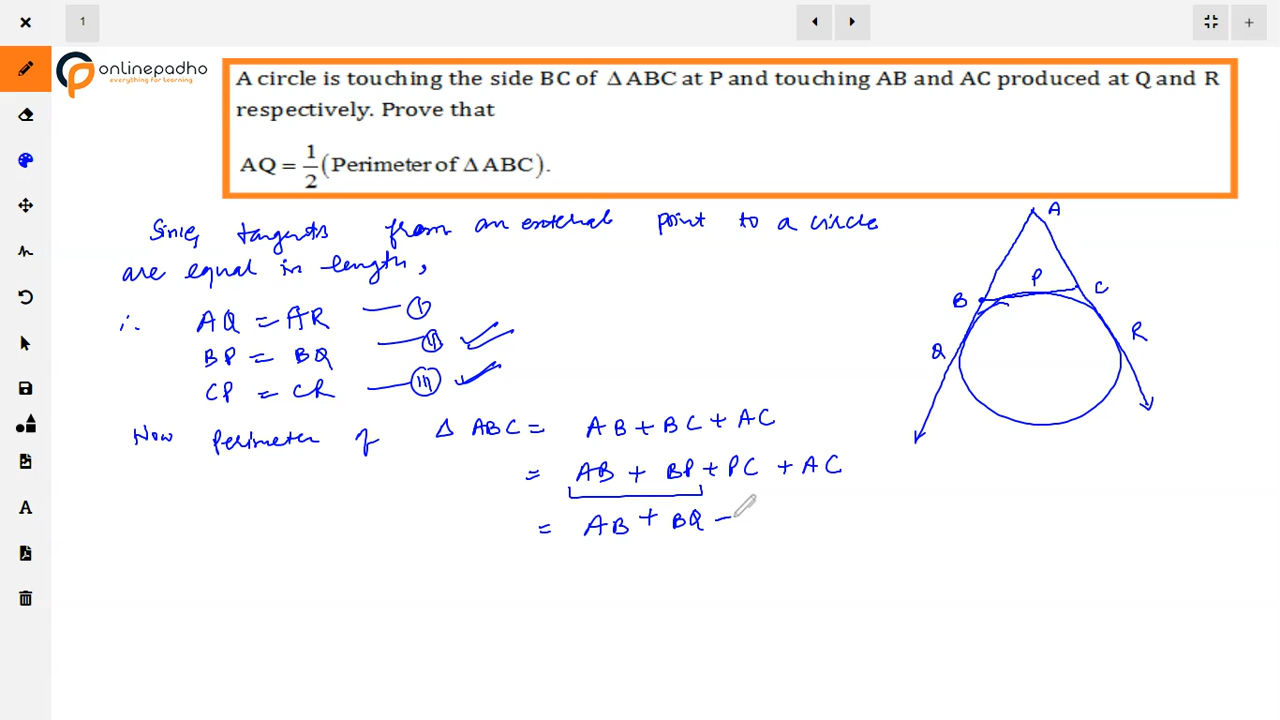 1
onlinepadho
everything for learning
A circle is touching the side BC of Δ ABC at P and touching AB and AC produced at Q and R
respectively. Prove that
AQ = 1/2 (Perimeter of Δ ABC).
Since, tangents from an external point to a circle
are equal in length,
∴ AQ = AR — (I)
BP = BQ — (II) ✓
CP = CR — (III) ✓
Now Perimeter of Δ ABC = AB + BC + AC
= AB + BP + PC + AC
= AB + BQ –
A
P
B
C
Q
R
A